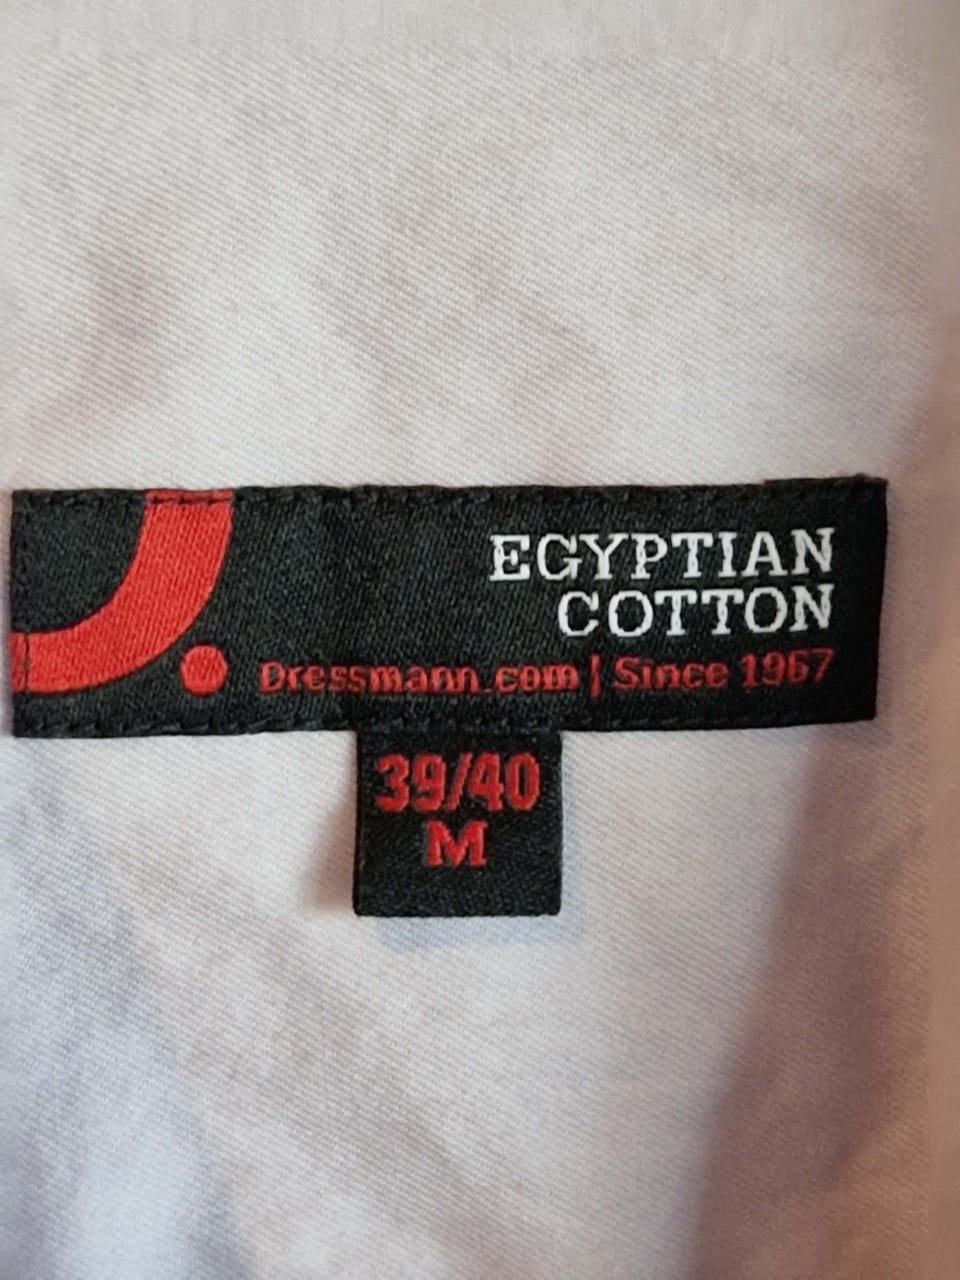 EGYPTIAN
COTTON
Dressmann.com | Since 1967
39/40
M